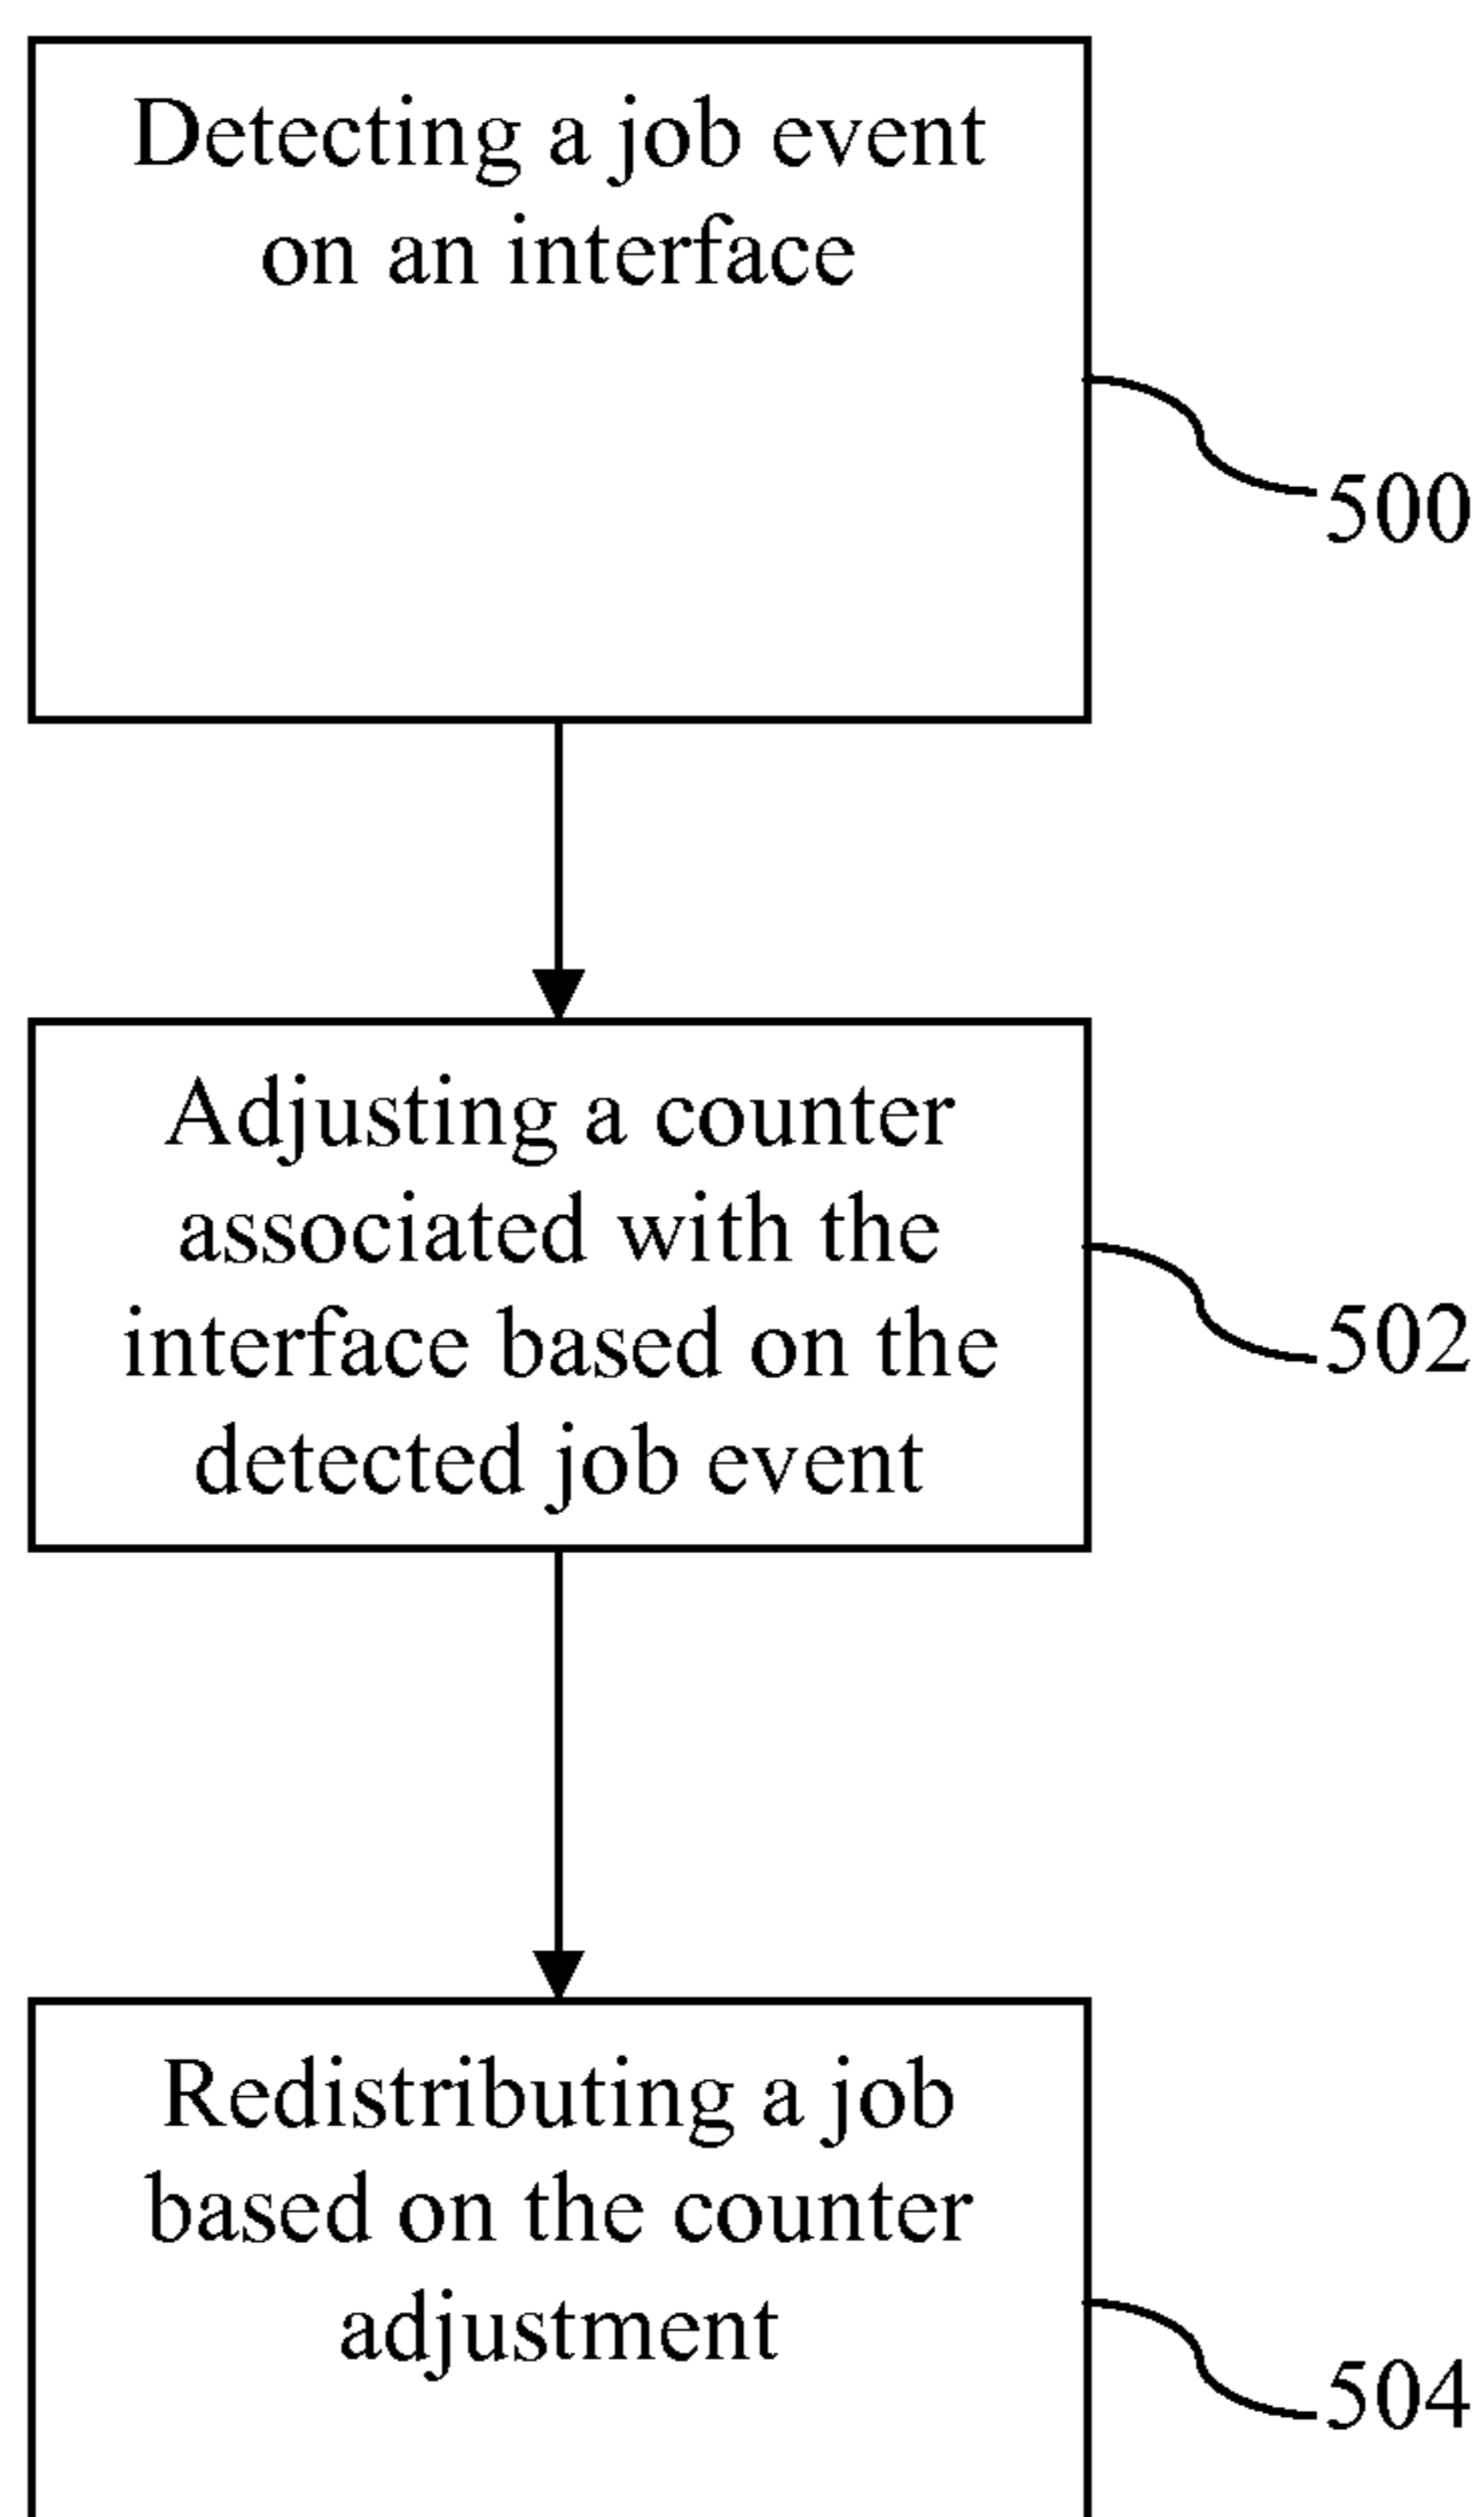 Detecting a job event
on an interface
500
Adjusting a counter
associated with the
interface based on the
detected job event
502
Redistributing a job
based on the counter
adjustment
504